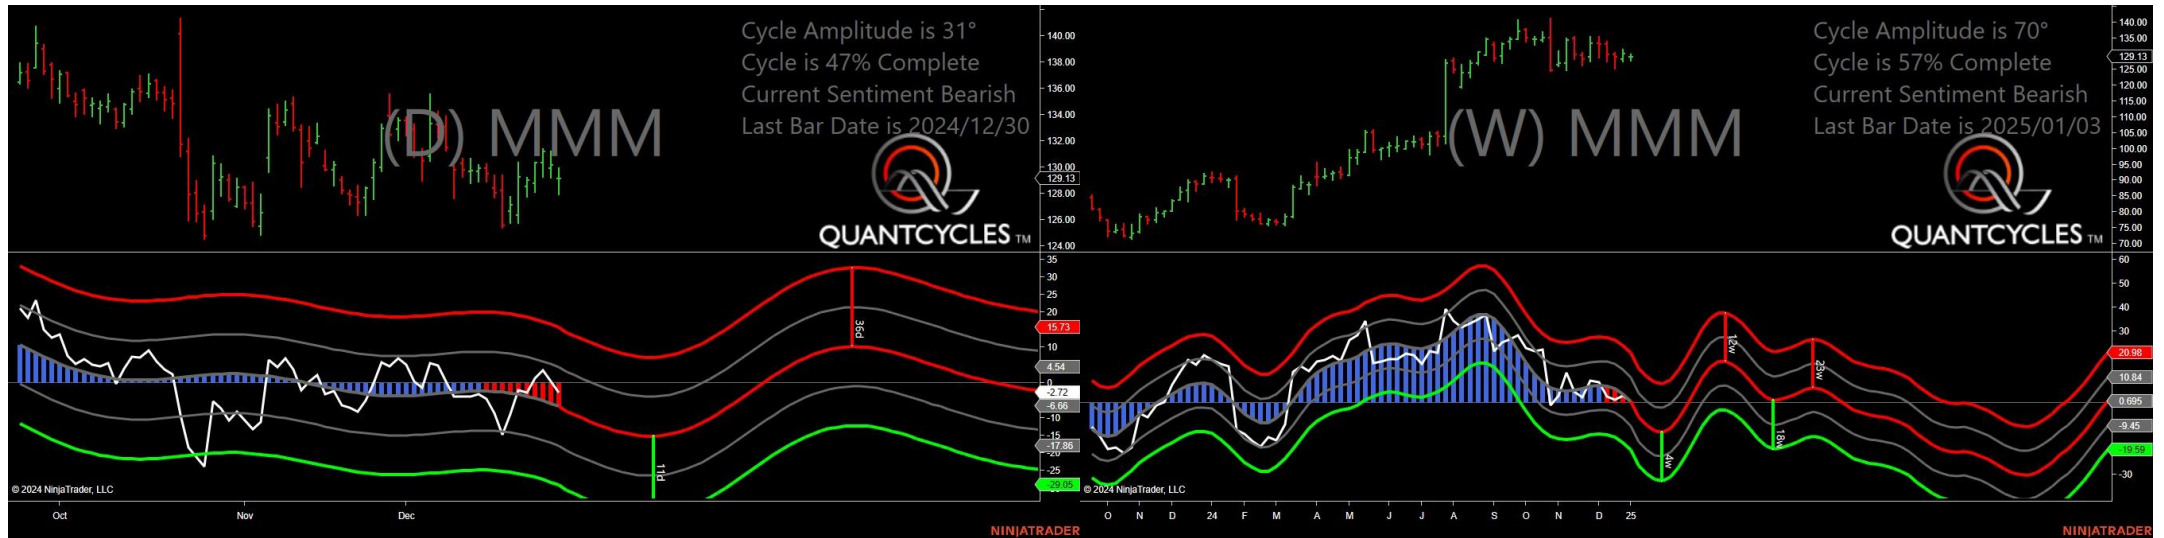 Cycle Amplitude is 31°
Cycle is 47% Complete
Current Sentiment Bearish
Last Bar Date is 2024/12/30
(D) MMM
QUANTCYCLES TM
140.00
138.00
136.00
134.00
132.00
130.00
129.13
128.00
126.00
124.00
35
30
25
20
15.73
10
4.54
0
-2.72
-6.66
-10
-15
-17.86
-20
-25
-29.05
36d
11d
© 2024 NinjaTrader, LLC
Oct Nov Dec
NINJATRADER
Cycle Amplitude is 70°
Cycle is 57% Complete
Current Sentiment Bearish
Last Bar Date is 2025/01/03
(W) MMM
QUANTCYCLES TM
140.00
135.00
129.13
125.00
120.00
115.00
110.00
105.00
100.00
95.00
90.00
85.00
80.00
75.00
70.00
60
50
40
30
20.98
10.84
0.695
-9.45
-19.59
-30
12w
23w
4w
18w
© 2024 NinjaTrader, LLC
O N D 24 F M A M J J A S O N D 25
NINJATRADER